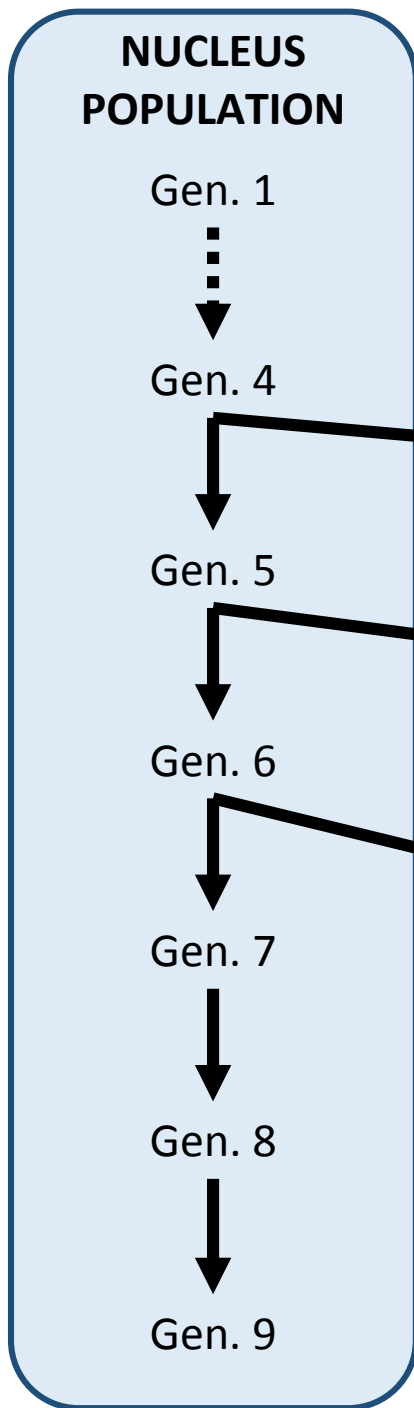 NUCLEUS
POPULATION
Gen. 1
Gen. 4
Gen. 5
Gen. 6
Gen. 7
Gen. 8
Gen. 9